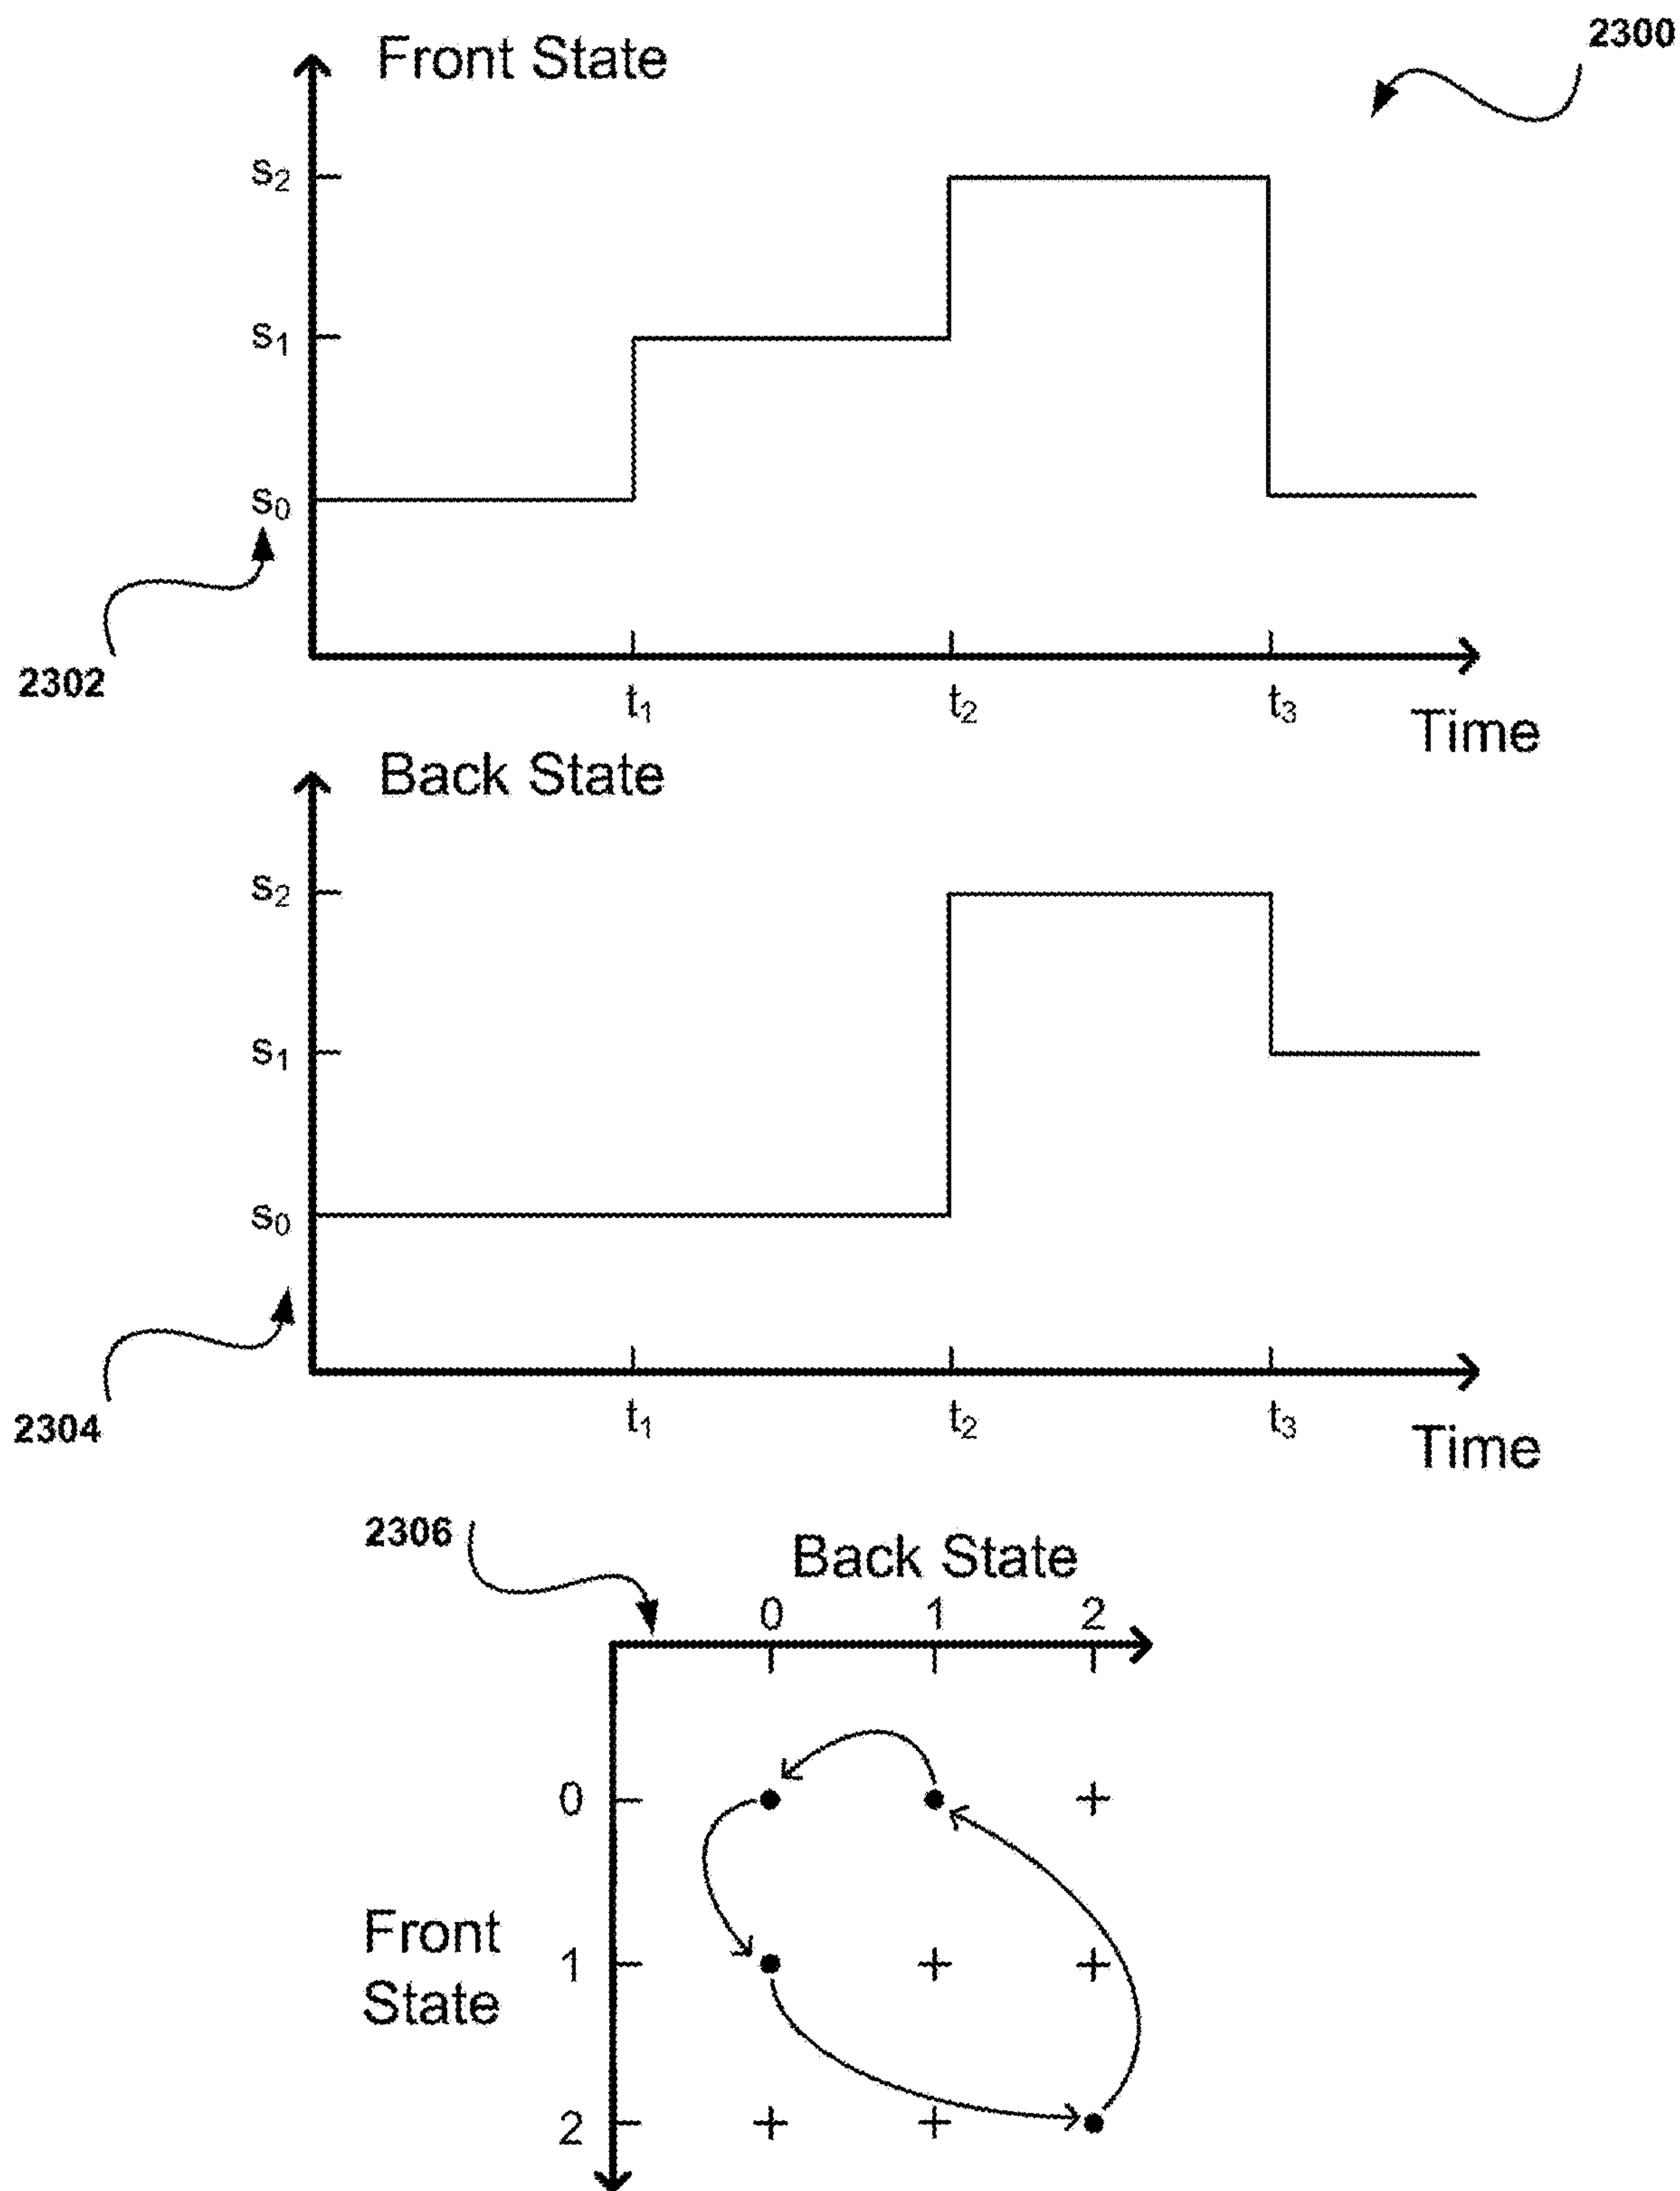 2300
Front State
s2
s1
s0
2302
t1 t2 t3
Time
Back State
s2
s1
s0
2304
t1 t2 t3
Time
2306
Back State
0 1 2
0
Front
State
1
2